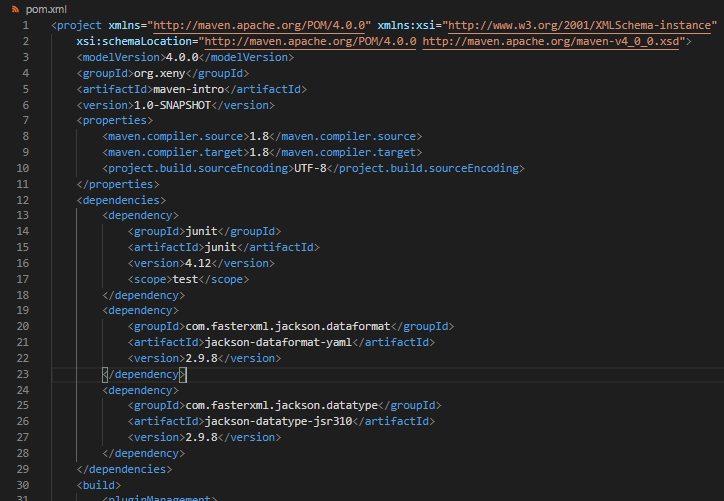 pom.xml
1 <project xmlns="http://maven.apache.org/POM/4.0.0" xmlns:xsi="http://www.w3.org/2001/XMLSchema-instance"
2 xsi:schemaLocation="http://maven.apache.org/POM/4.0.0 http://maven.apache.org/maven-v4_0_0.xsd">
3 <modelVersion>4.0.0</modelVersion>
4 <groupId>org.xeny</groupId>
5 <artifactId>maven-intro</artifactId>
6 <version>1.0-SNAPSHOT</version>
7 <properties>
8 <maven.compiler.source>1.8</maven.compiler.source>
9 <maven.compiler.target>1.8</maven.compiler.target>
10 <project.build.sourceEncoding>UTF-8</project.build.sourceEncoding>
11 </properties>
12 <dependencies>
13 <dependency>
14 <groupId>junit</groupId>
15 <artifactId>junit</artifactId>
16 <version>4.12</version>
17 <scope>test</scope>
18 </dependency>
19 <dependency>
20 <groupId>com.fasterxml.jackson.dataformat</groupId>
21 <artifactId>jackson-dataformat-yaml</artifactId>
22 <version>2.9.8</version>
23 </dependency>
24 <dependency>
25 <groupId>com.fasterxml.jackson.datatype</groupId>
26 <artifactId>jackson-datatype-jsr310</artifactId>
27 <version>2.9.8</version>
28 </dependency>
29 </dependencies>
30 <build>
31 <pluginManagement>